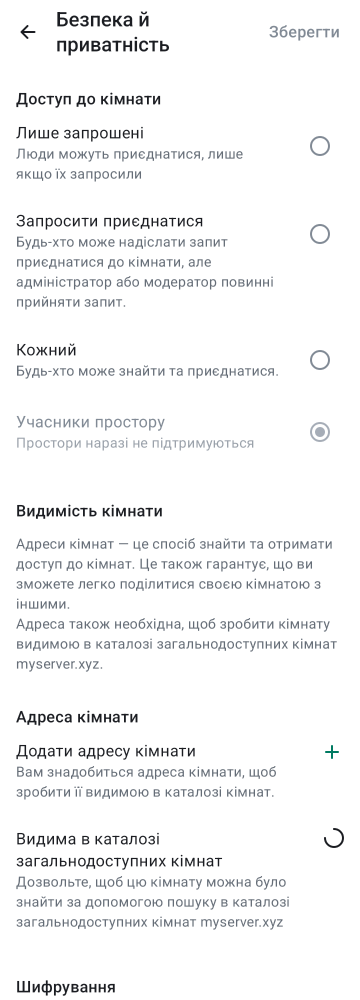 Безпека й
приватність
Зберегти
Доступ до кімнати
Лише запрошені
Люди можуть приєднатися, лише
якщо їх запросили
Запросити приєднатися
Будь-хто може надіслати запит
приєднатися до кімнати, але
адміністратор або модератор повинні
прийняти запит.
Кожний
Будь-хто може знайти та приєднатися.
Учасники простору
Простори наразі не підтримуються
Видимість кімнати
Адреси кімнат — це спосіб знайти та отримати
доступ до кімнат. Це також гарантує, що ви
зможете легко поділитися своєю кімнатою з
іншими.
Адреса також необхідна, щоб зробити кімнату
видимою в каталозі загальнодоступних кімнат
myserver.xyz.
Адреса кімнати
Додати адресу кімнати
Вам знадобиться адреса кімнати, щоб
зробити її видимою в каталозі кімнат.
Видима в каталозі
загальнодоступних кімнат
Дозвольте, щоб цю кімнату можна було
знайти за допомогою пошуку в каталозі
загальнодоступних кімнат myserver.xyz
Шифрування